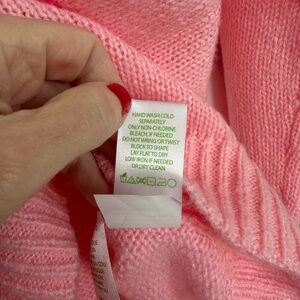 HAND WASH COLD
SEPARATELY
ONLY NON-CHLORINE
BLEACH, IF NEEDED
DO NOT WRING OR TWIST
BLOCK TO SHAPE
LAY FLAT TO DRY
LOW IRON IF NEEDED
OR DRY CLEAN